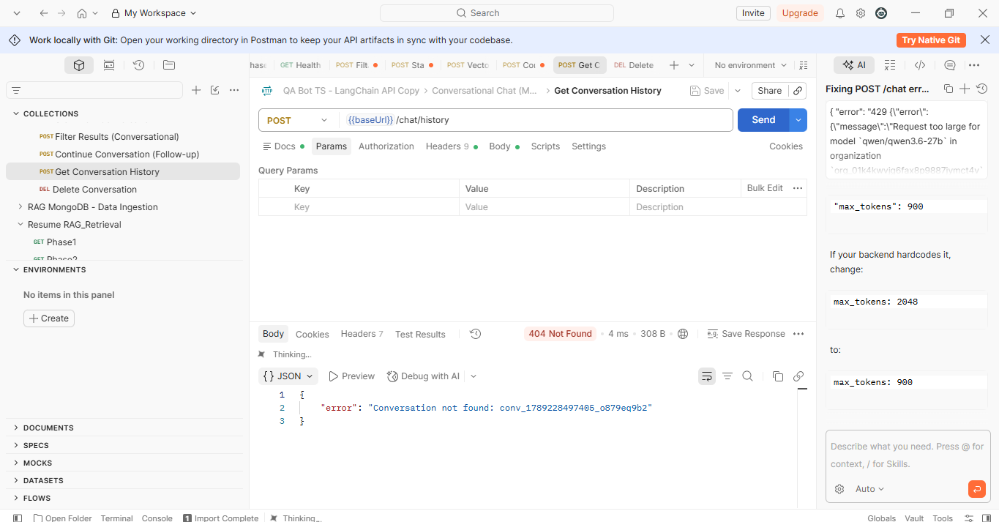 My Workspace
Search
Invite
Upgrade
Work locally with Git: Open your working directory in Postman to keep your API artifacts in sync with your codebase.
Try Native Git
GET Health
POST Filt
POST Sta
POST Vecto
POST Coi
POST Get C
DEL Delete
No environment
AI
COLLECTIONS
POST Filter Results (Conversational)
POST Continue Conversation (Follow-up)
POST Get Conversation History
DEL Delete Conversation
RAG MongoDB - Data Ingestion
Resume RAG_Retrieval
GET Phase1
GET Phase2
ENVIRONMENTS
No items in this panel
Create
DOCUMENTS
SPECS
MOCKS
DATASETS
FLOWS
HTTP
QA Bot TS - LangChain API Copy > Conversational Chat (M... > Get Conversation History
Save
Share
POST
{{baseUrl}} /chat/history
Send
Docs
Params
Authorization
Headers 9
Body
Scripts
Settings
Cookies
Query Params
Key
Value
Description
Bulk Edit
Key
Value
Description
Body
Cookies
Headers 7
Test Results
404 Not Found
4 ms
308 B
e.g. Save Response
Thinking...
{} JSON
Preview
Debug with AI
1 {
2 "error": "Conversation not found: conv_1789228497405_o879eq9b2"
3 }
Fixing POST /chat err...
{ "error": "429 {\"error\":
{\"message\":\"Request too large for
model `qwen/qwen3.6-27b` in
organization
"max_tokens": 900
If your backend hardcodes it,
change:
max_tokens: 2048
to:
max_tokens: 900
Describe what you need. Press @ for
context, / for Skills.
Auto
Open Folder
Terminal
Console
1 Import Complete
Thinking...
Globals
Vault
Tools